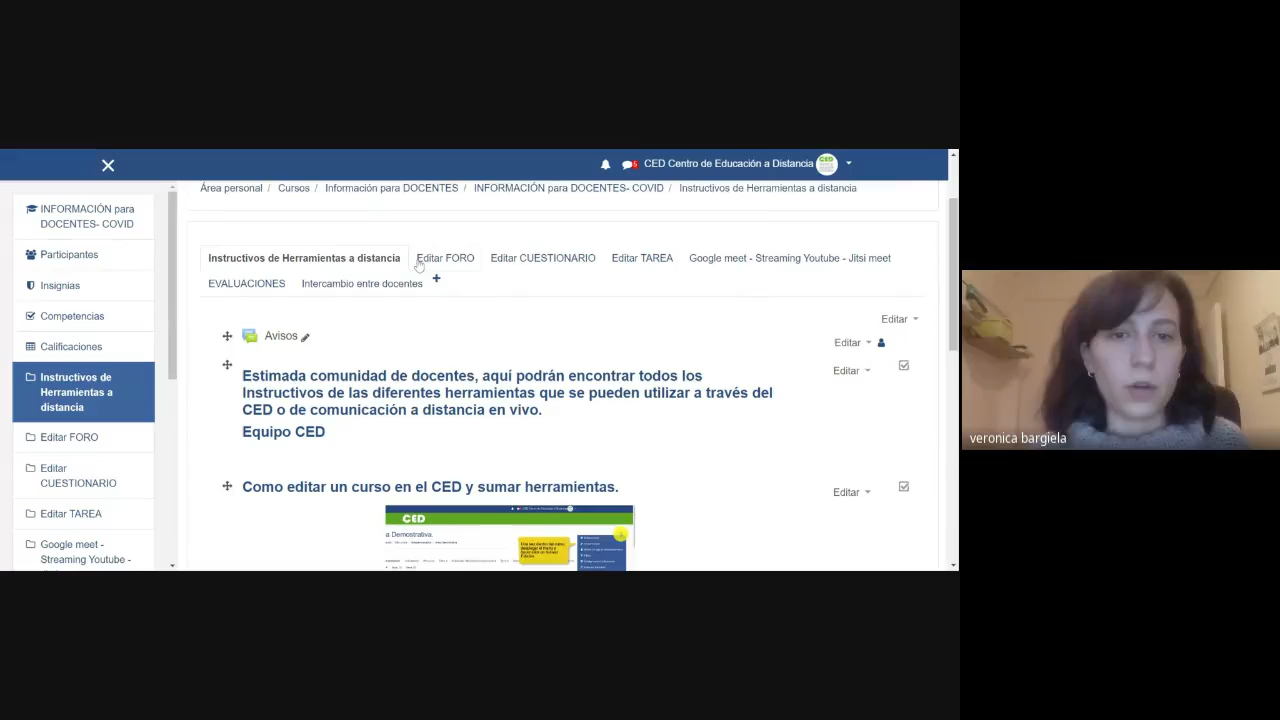 5 CED Centro de Educación a Distancia
Área personal / Cursos / Información para DOCENTES / INFORMACIÓN para DOCENTES- COVID / Instructivos de Herramientas a distancia
INFORMACIÓN para
DOCENTES- COVID
Participantes
Insignias
Competencias
Calificaciones
Instructivos de
Herramientas a
distancia
Editar FORO
Editar
CUESTIONARIO
Editar TAREA
Google meet -
Streaming Youtube -
Instructivos de Herramientas a distancia Editar FORO Editar CUESTIONARIO Editar TAREA Google meet - Streaming Youtube - Jitsi meet
EVALUACIONES Intercambio entre docentes
Editar
Avisos
Editar
Estimada comunidad de docentes, aquí podrán encontrar todos los
Editar
Instructivos de las diferentes herramientas que se pueden utilizar a través del
CED o de comunicación a distancia en vivo.
Equipo CED
Como editar un curso en el CED y sumar herramientas.
Editar
CED
a Demostrativa.
veronica bargiela